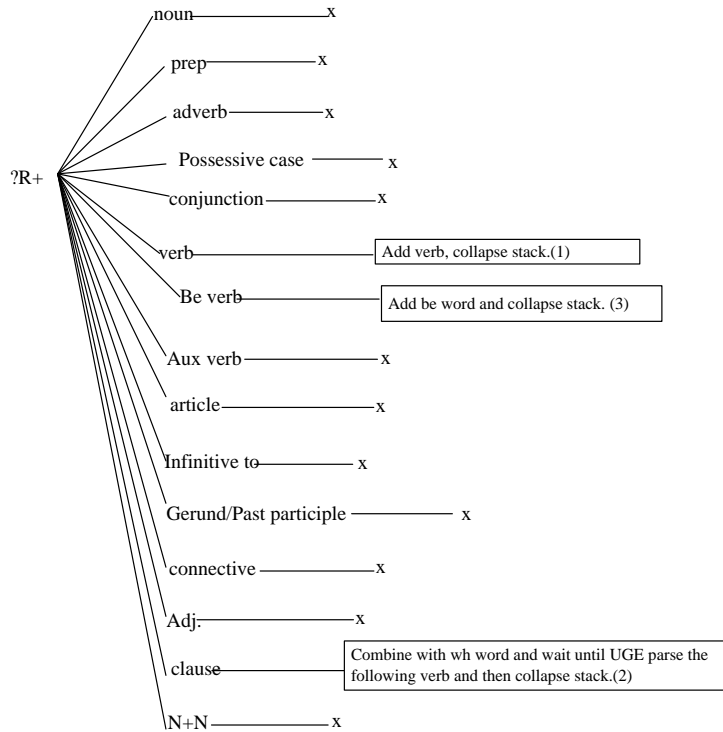 noun x
prep x
adverb x
Possessive case x
?R+
conjunction x
verb Add verb, collapse stack.(1)
Be verb Add be word and collapse stack. (3)
Aux verb x
article x
Infinitive to x
Gerund/Past participle x
connective x
Adj. x
Combine with wh word and wait until UGE parse the
clause following verb and then collapse stack.(2)
N+N x